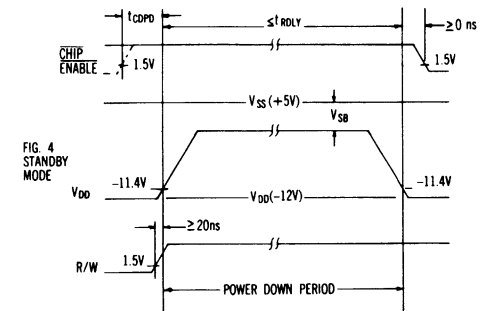 tCDPD
≤tRDLY
≥0 ns
CHIP
ENABLE
1.5V
1.5V
VSS (+5V)
VSB
FIG. 4
STANDBY
MODE
VDD
-11.4V
VDD(-12V)
-11.4V
≥20ns
R/W
1.5V
POWER DOWN PERIOD